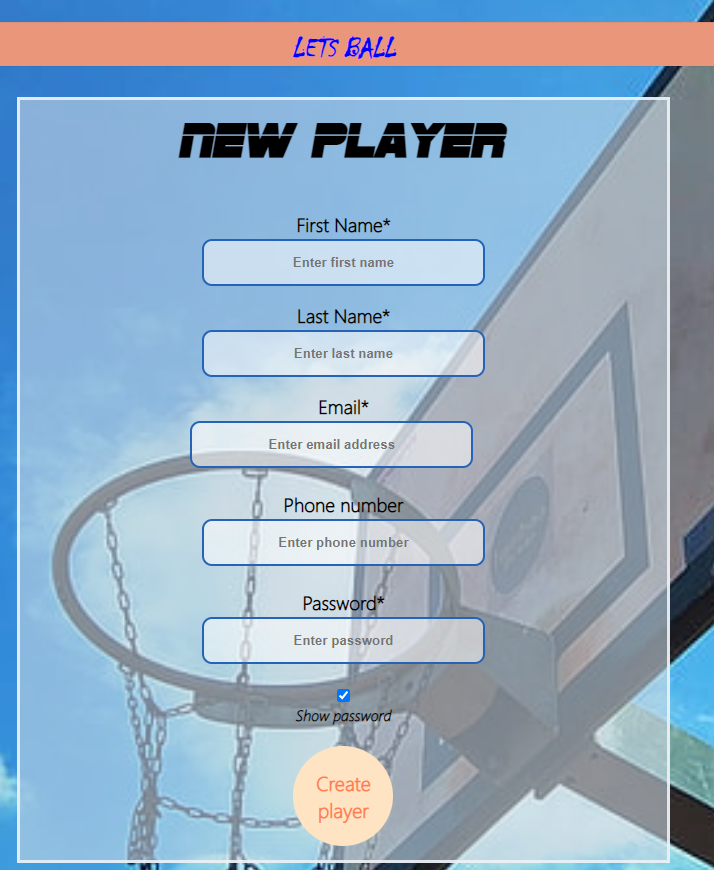 LETS BALL
NEW PLAYER
First Name*
Enter first name
Last Name*
Enter last name
Email*
Enter email address
Phone number
Enter phone number
Password*
Enter password
Show password
Create
player